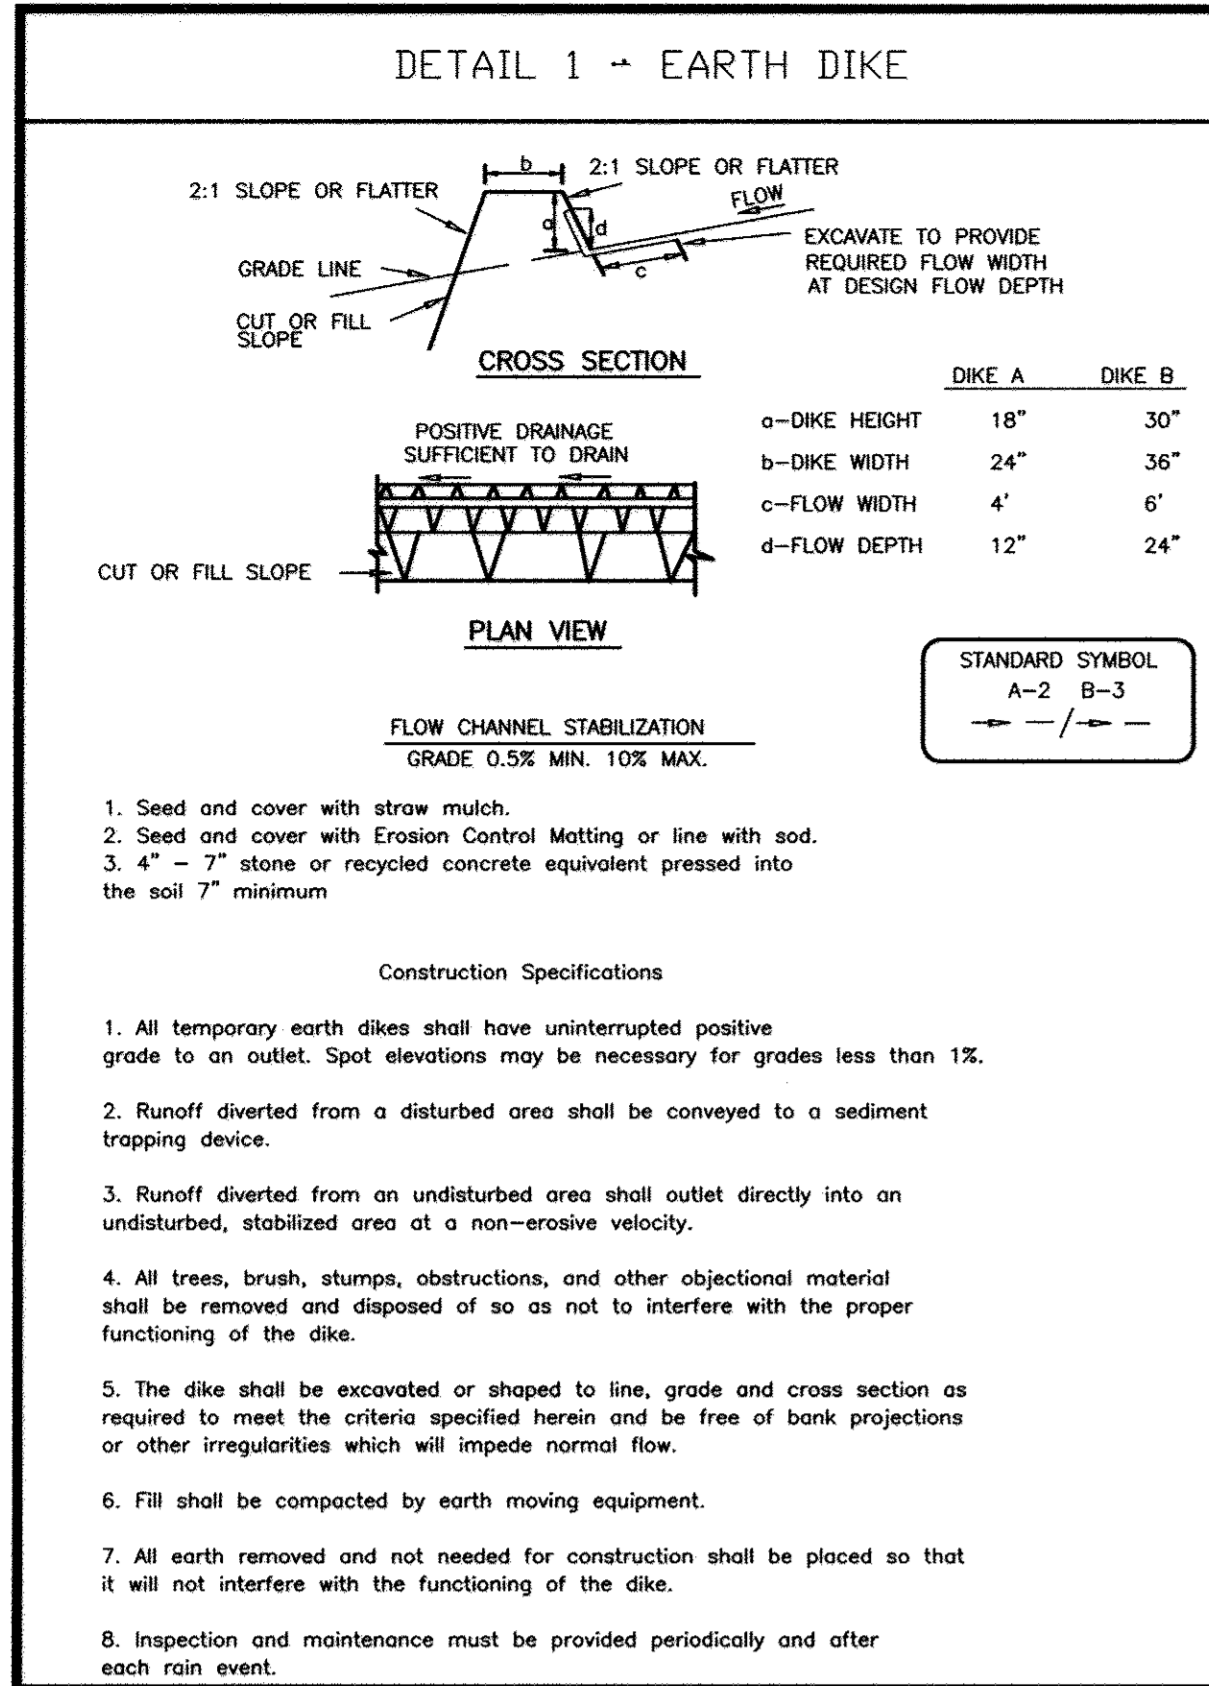 DETAIL 1 - EARTH DIKE
b
2:1 SLOPE OR FLATTER
2:1 SLOPE OR FLATTER
FLOW
a
d
c
EXCAVATE TO PROVIDE
REQUIRED FLOW WIDTH
AT DESIGN FLOW DEPTH
GRADE LINE
CUT OR FILL
SLOPE
CROSS SECTION
DIKE A DIKE B
a-DIKE HEIGHT 18" 30"
b-DIKE WIDTH 24" 36"
c-FLOW WIDTH 4' 6'
d-FLOW DEPTH 12" 24"
POSITIVE DRAINAGE
SUFFICIENT TO DRAIN
CUT OR FILL SLOPE
PLAN VIEW
STANDARD SYMBOL
A-2 B-3
FLOW CHANNEL STABILIZATION
GRADE 0.5% MIN. 10% MAX.
1. Seed and cover with straw mulch.
2. Seed and cover with Erosion Control Matting or line with sod.
3. 4" - 7" stone or recycled concrete equivalent pressed into
the soil 7" minimum
Construction Specifications
1. All temporary earth dikes shall have uninterrupted positive
grade to an outlet. Spot elevations may be necessary for grades less than 1%.
2. Runoff diverted from a disturbed area shall be conveyed to a sediment
trapping device.
3. Runoff diverted from an undisturbed area shall outlet directly into an
undisturbed, stabilized area at a non-erosive velocity.
4. All trees, brush, stumps, obstructions, and other objectional material
shall be removed and disposed of so as not to interfere with the proper
functioning of the dike.
5. The dike shall be excavated or shaped to line, grade and cross section as
required to meet the criteria specified herein and be free of bank projections
or other irregularities which will impede normal flow.
6. Fill shall be compacted by earth moving equipment.
7. All earth removed and not needed for construction shall be placed so that
it will not interfere with the functioning of the dike.
8. Inspection and maintenance must be provided periodically and after
each rain event.